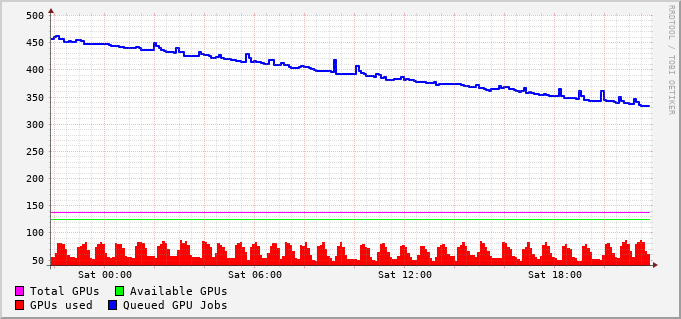 500
450
400
350
300
250
200
150
100
50
Sat 00:00 Sat 06:00 Sat 12:00 Sat 18:00
Total GPUs Available GPUs
GPUs used Queued GPU Jobs
RRDTOOL / TOBI OETIKER